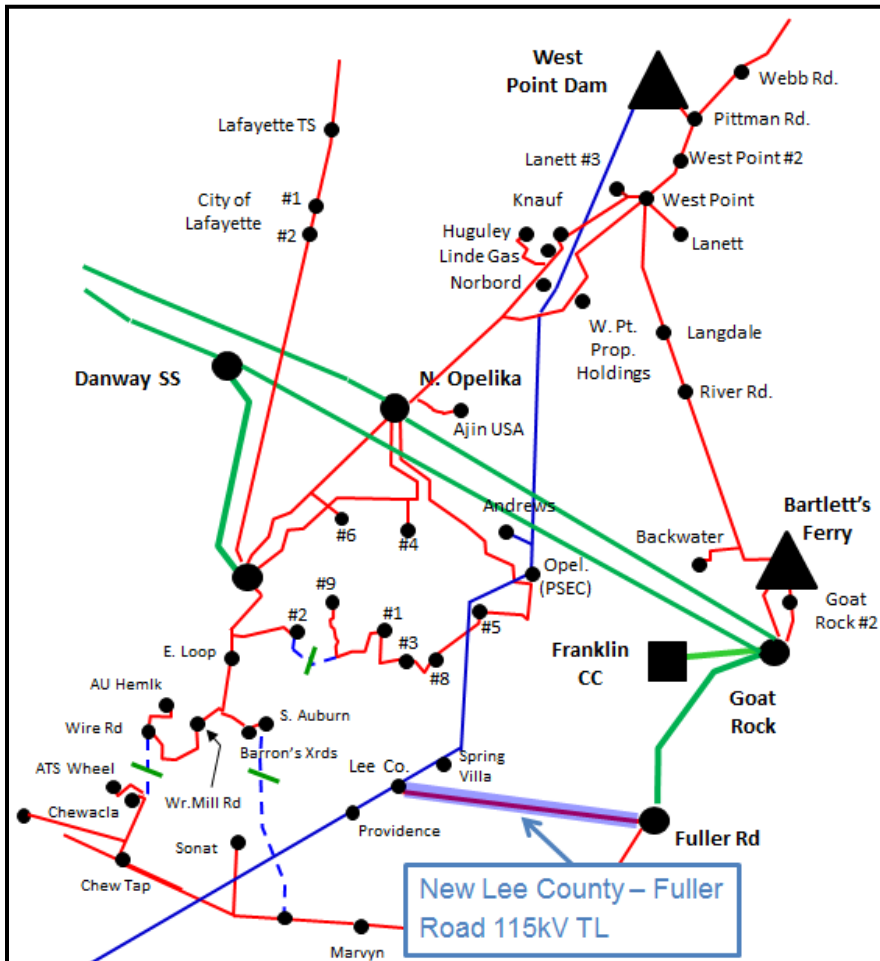 West
Point Dam
Webb Rd.
Pittman Rd.
Lafayette TS
Lanett #3
West Point #2
City of
Lafayette
#1
#2
Knauf
West Point
Huguley
Linde Gas
Norbord
Lanett
W. Pt.
Prop.
Holdings
Langdale
Danway SS
N. Opelika
River Rd.
Ajin USA
Bartlett's
Ferry
Andrews
#6
#4
Backwater
Opel.
(PSEC)
#9
#2
#1
#5
Goat
Rock #2
#3
#8
E. Loop
Franklin
CC
Goat
Rock
AU Hemlk
Wire Rd
S. Auburn
Barron's Xrds
ATS Wheel
Lee Co.
Spring
Villa
Chewacla
Wr.Mill Rd
Providence
Fuller Rd
Sonat
Chew Tap
New Lee County – Fuller
Road 115kV TL
Marvyn